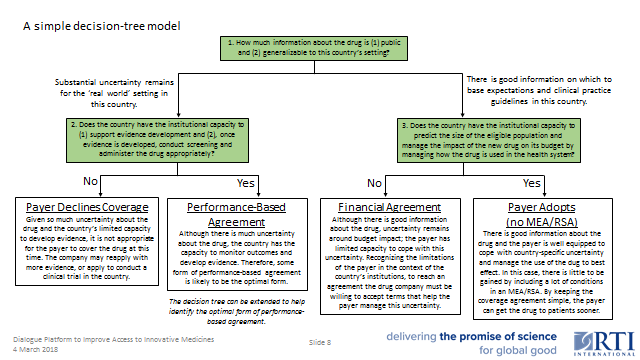 A simple decision-tree model
1. How much information about the drug is (1) public
and (2) generalizable to this country's setting?
Substantial uncertainty remains
for the 'real world' setting in
this country.
There is good information on which to
base expectations and clinical practice
guidelines in this country.
2. Does the country have the institutional capacity to
(1) support evidence development and (2), once
evidence is developed, conduct screening and
administer the drug appropriately?
3. Does the country have the institutional capacity to
predict the size of the eligible population and
manage the impact of the new drug on its budget by
managing how the drug is used in the health system?
No
Yes
No
Yes
Payer Declines Coverage
Given so much uncertainty about the
drug and the country's limited capacity
to develop evidence, it is not appropriate
for the payer to cover the drug at this
time. The company may reapply with
more evidence, or apply to conduct a
clinical trial in the country.
Performance-Based
Agreement
Although there is much uncertainty
about the drug, the country has the
capacity to monitor outcomes and
develop evidence. Therefore, some
form of performance-based agreement
is likely to be the optimal form.
The decision tree can be extended to help
identify the optimal form of performance-
based agreement.
Financial Agreement
Although there is good information
about the drug, uncertainty remains
around budget impact; the payer has
limited capacity to cope with this
uncertainty. Recognizing the limitations
of the payer in the context of the
country's institutions, to reach an
agreement the drug company must be
willing to accept terms that help the
payer manage this uncertainty.
Payer Adopts
(no MEA/RSA)
There is good information about the
drug and the payer is well equipped to
cope with country-specific uncertainty
and manage the use of the dug to best
effect. In this case, there is little to be
gained by including a lot of conditions
in an MEA/RSA. By keeping the
coverage agreement simple, the payer
can get the drug to patients sooner.
Dialogue Platform to Improve Access to Innovative Medicines
4 March 2018
Slide 8
delivering the promise of science
for global good
RTI
INTERNATIONAL